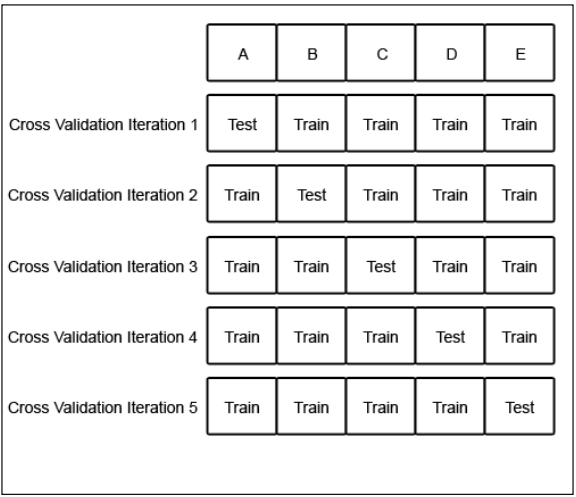 A B C D E
Cross Validation Iteration 1 Test Train Train Train Train
Cross Validation Iteration 2 Train Test Train Train Train
Cross Validation Iteration 3 Train Train Test Train Train
Cross Validation Iteration 4 Train Train Train Test Train
Cross Validation Iteration 5 Train Train Train Train Test